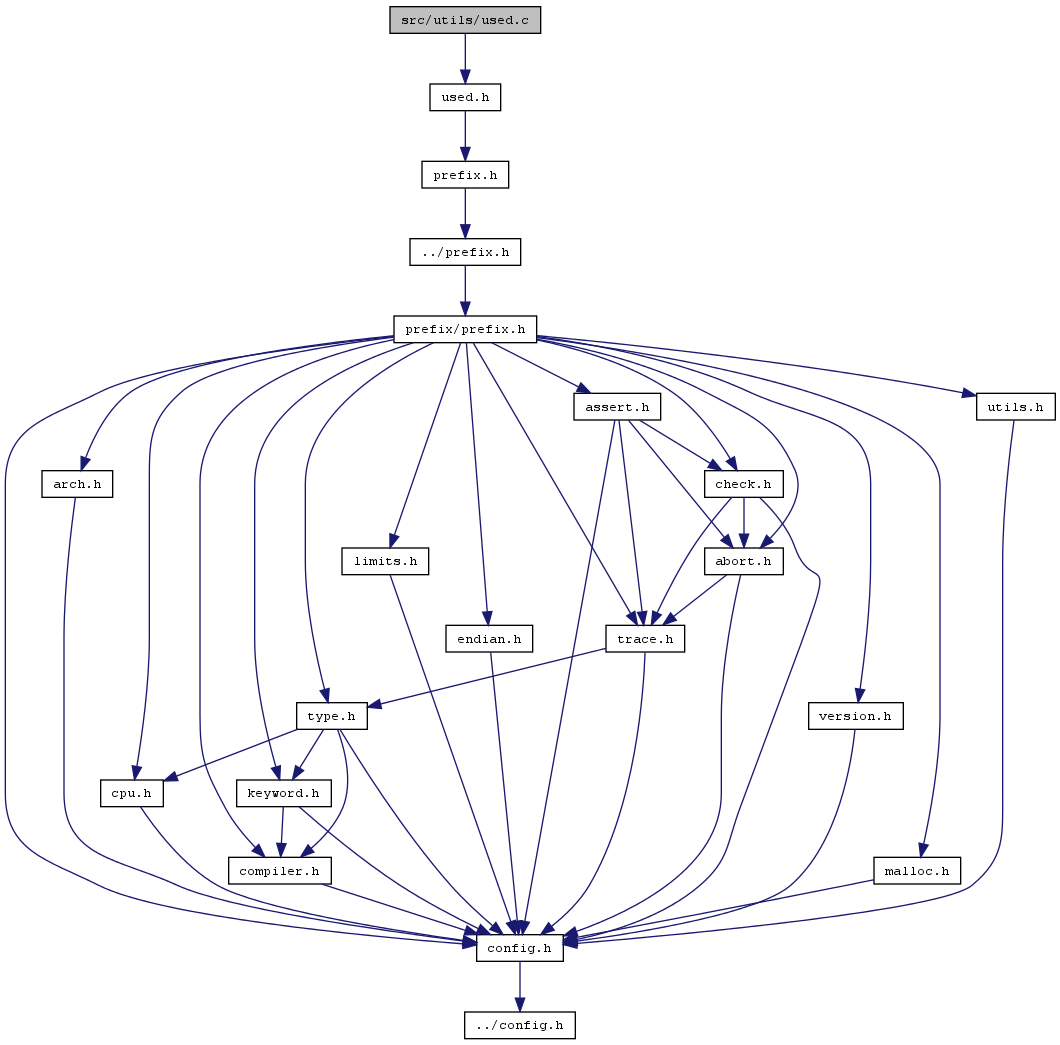 src/utils/used.c
used.h
prefix.h
../prefix.h
prefix/prefix.h
assert.h
utils.h
arch.h
check.h
limits.h
abort.h
endian.h
trace.h
type.h
version.h
cpu.h
keyword.h
compiler.h
malloc.h
config.h
../config.h